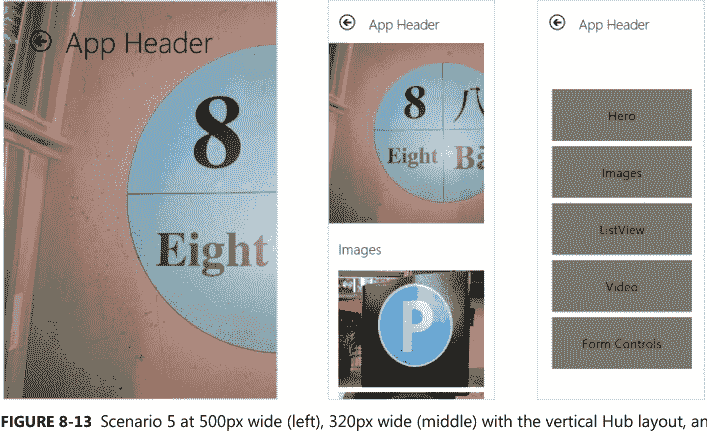 App Header
8
Eight
App Header
8 八
Eight Bā
Images
P
App Header
Hero
Images
ListView
Video
Form Controls
FIGURE 8-13 Scenario 5 at 500px wide (left), 320px wide (middle) with the vertical Hub layout, an